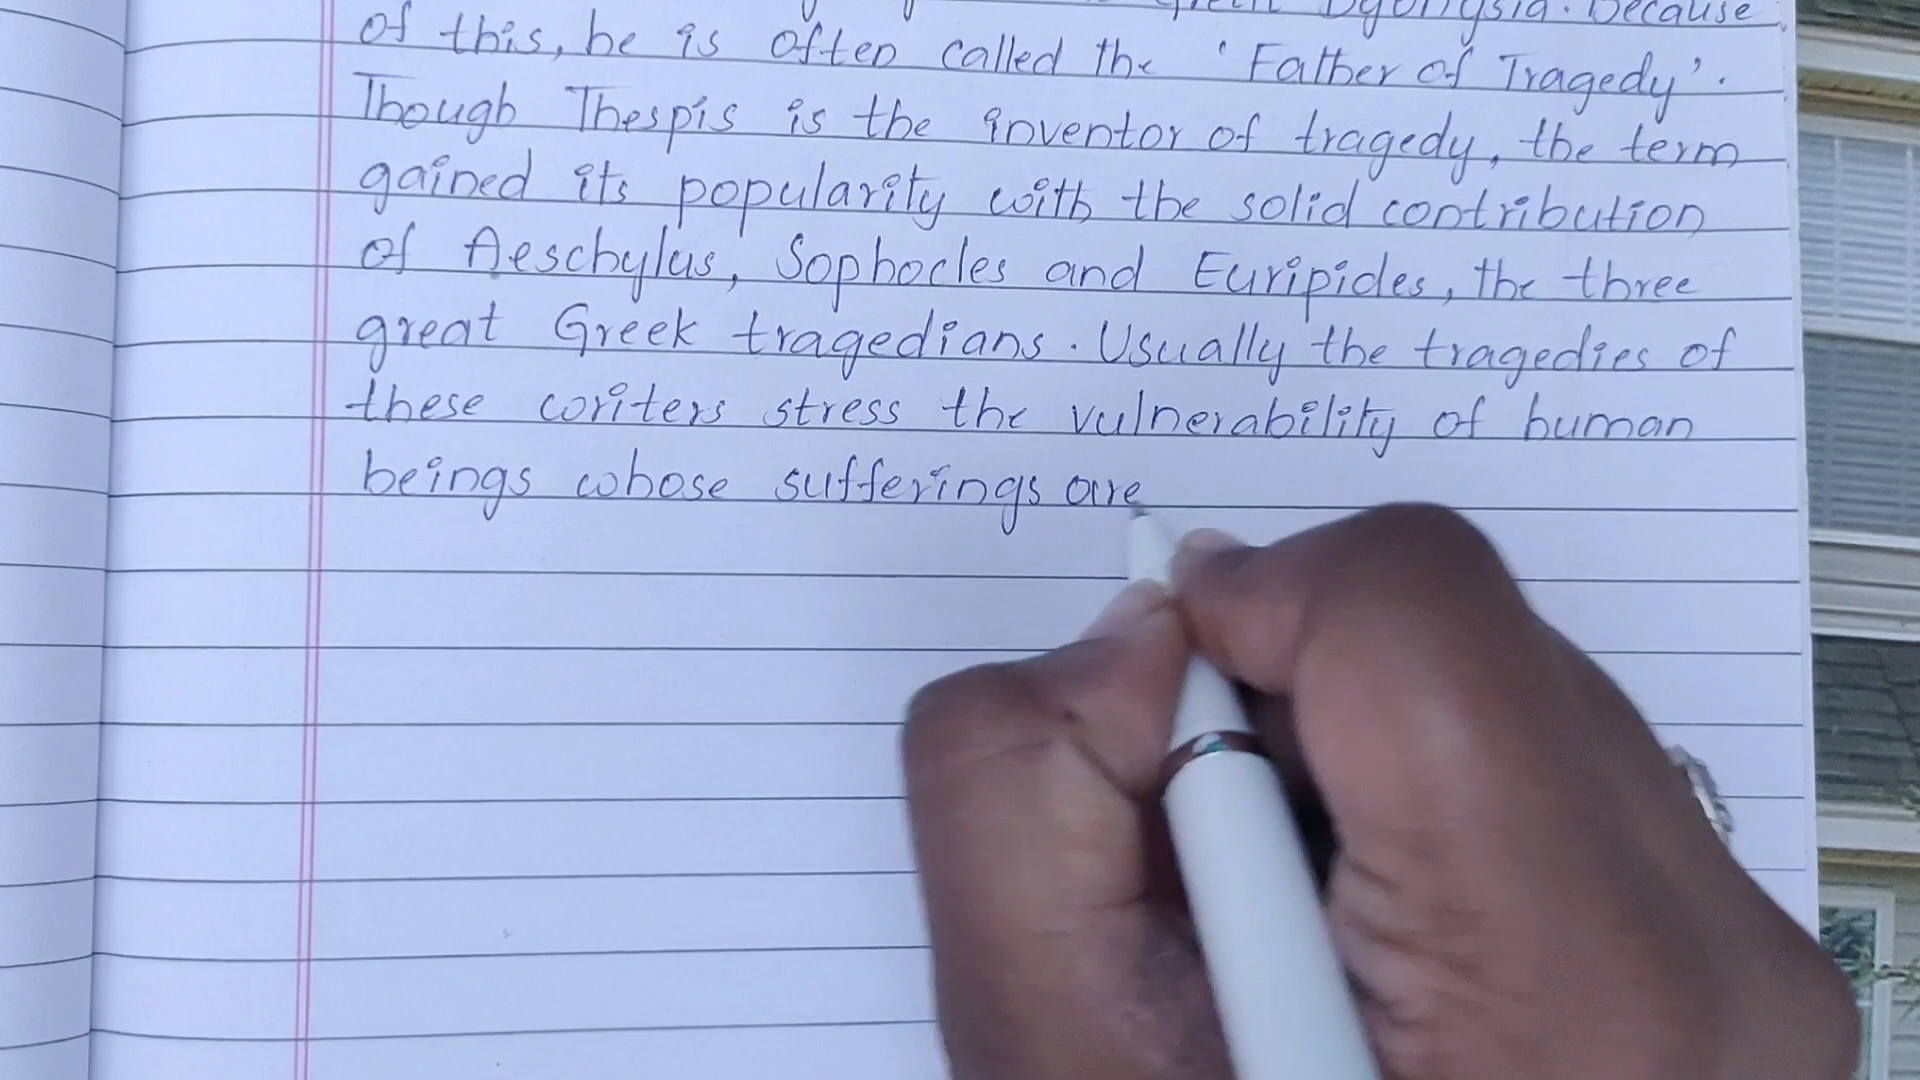 Dyonysia. Because
of this, he is often called the 'Father of Tragedy'.
Though Thespis is the inventor of tragedy, the term
gained its popularity with the solid contribution
of Aeschylus, Sophocles and Euripides, the three
great Greek tragedians. Usually the tragedies of
these writers stress the vulnerability of human
beings whose sufferings are